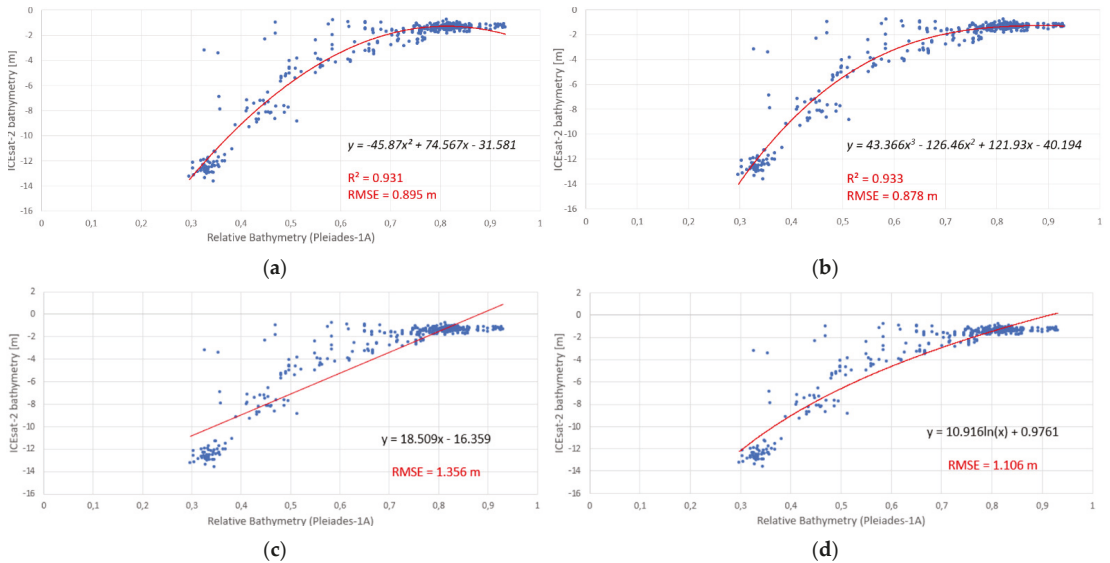 0
-2
-4
-6
-8
-10
-12
-14
-16
ICEsat-2 bathymetry [m]
y = -45.87x² + 74.567x - 31.581
R² = 0.931
RMSE = 0.895 m
0 0,1 0,2 0,3 0,4 0,5 0,6 0,7 0,8 0,9 1
Relative Bathymetry (Pleiades-1A)
(a)
0
-2
-4
-6
-8
-10
-12
-14
-16
ICEsat-2 bathymetry [m]
y = 43.366x³ - 126.46x² + 121.93x - 40.194
R² = 0.933
RMSE = 0.878 m
0 0,1 0,2 0,3 0,4 0,5 0,6 0,7 0,8 0,9 1
Relative Bathymetry (Pleiades-1A)
(b)
2
0
-2
-4
-6
-8
-10
-12
-14
-16
ICEsat-2 bathymetry [m]
y = 18.509x - 16.359
RMSE = 1.356 m
0 0,1 0,2 0,3 0,4 0,5 0,6 0,7 0,8 0,9 1
Relative Bathymetry (Pleiades-1A)
(c)
2
0
-2
-4
-6
-8
-10
-12
-14
-16
ICEsat-2 bathymetry [m]
y = 10.916ln(x) + 0.9761
RMSE = 1.106 m
0 0,1 0,2 0,3 0,4 0,5 0,6 0,7 0,8 0,9 1
Relative Bathymetry (Pleiades-1A)
(d)